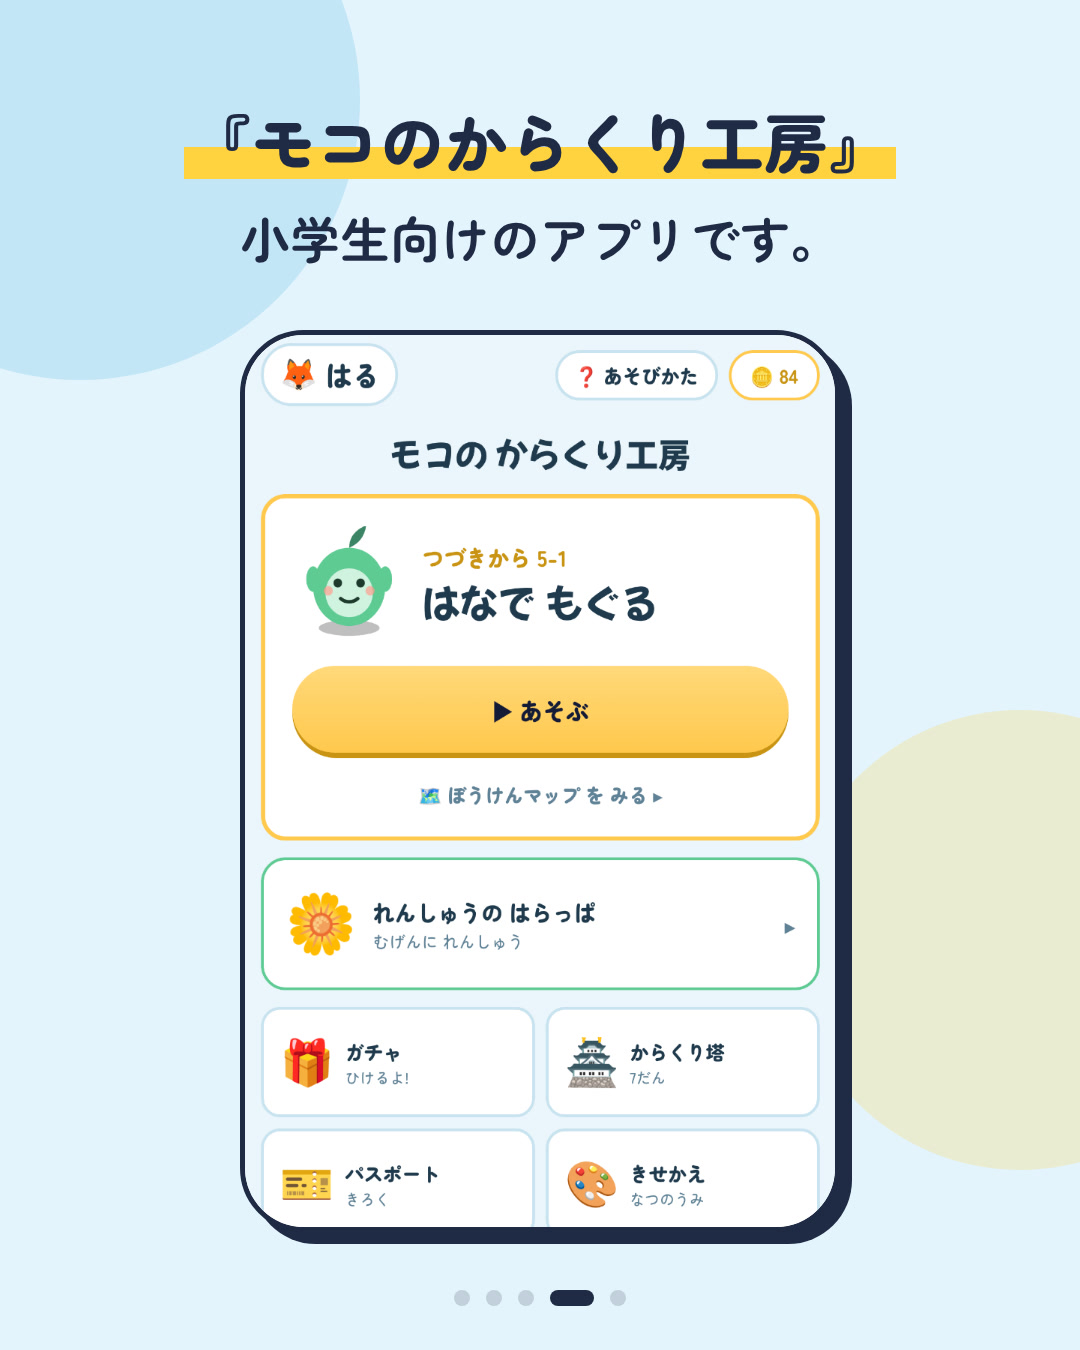 『モコのからくり工房』
小学生向けのアプリです。
はる
❓ あそびかた
84
モコの からくり工房
つづきから 5-1
はなで もぐる
▶ あそぶ
ぼうけんマップ を みる ▸
れんしゅうの はらっぱ
むげんに れんしゅう
▸
ガチャ
ひけるよ!
からくり塔
7だん
パスポート
きろく
きせかえ
なつのうみ